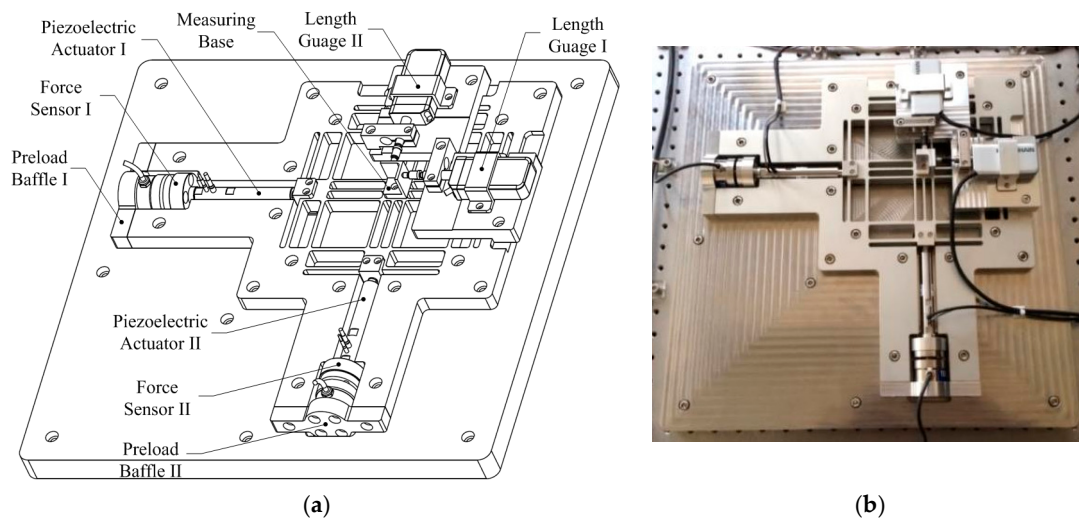 Piezoelectric
Actuator I
Measuring
Base
Length
Guage II
Length
Guage I
Force
Sensor I
Preload
Baffle I
Piezoelectric
Actuator II
Force
Sensor II
Preload
Baffle II
(a)
(b)